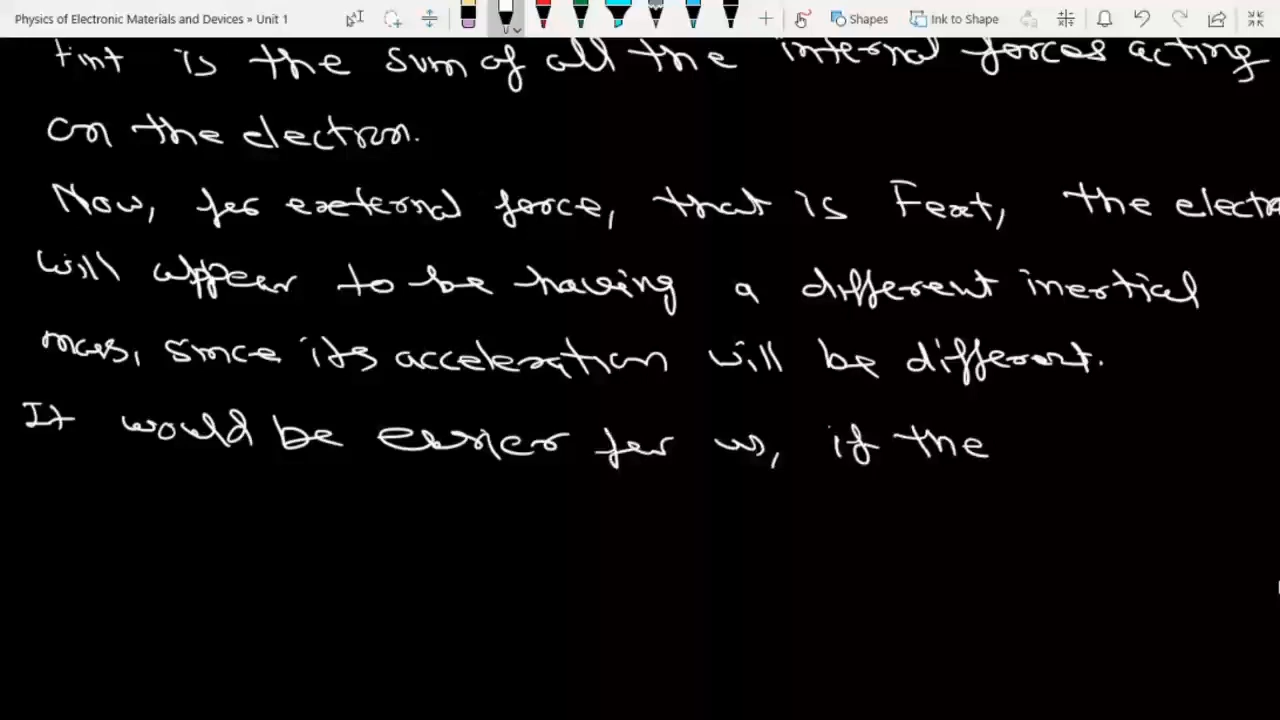 Physics of Electronic Materials and Devices » Unit 1
Shapes
Ink to Shape
Fint is the sum of all the internal forces acting
on the electron.
Now, for external force, that is Fext, the electro
will appear to be having a different inertial
mass, since its acceleration will be different.
It would be easier for us, if the